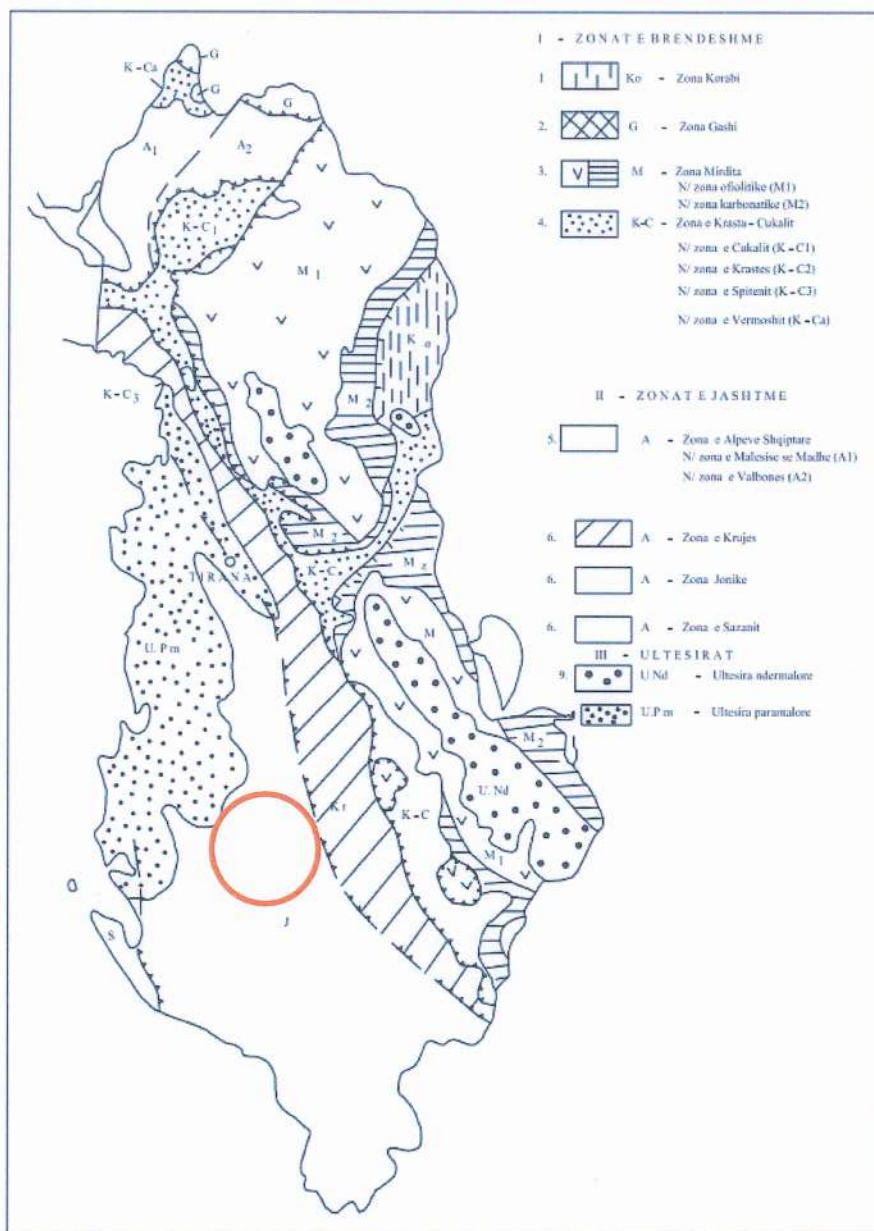 I - ZONAT E BRENDESHME
1 Ko - Zona Korabi
2. G - Zona Gashi
3. V M - Zona Mirdita
N/ zona ofiolitike (M1)
N/ zona karbonatike (M2)
4. K-C - Zona e Krasta - Cukalit
N/ zona e Cukalit (K - C1)
N/ zona e Krastes (K - C2)
N/ zona e Spitenit (K - C3)
N/ zona e Vermoshit (K - Ca)
II - ZONAT E JASHTME
5. A - Zona e Alpeve Shqiptare
N/ zona e Malesise se Madhe (A1)
N/ zona e Valbones (A2)
6. A - Zona e Krujes
6. A - Zona Jonike
6. A - Zona e Sazanit
III - ULTESIRAT
9. U.Nd - Ultesira ndermalore
U.P m - Ultesira paramalore
G
K - Ca
G
G
A1
A2
K-C1
M1
K o
K-C3
M2
M2
K-C
M z
TIRANA
M
U. P m
M2
U.Nd
K r
K-C
M1
J
S